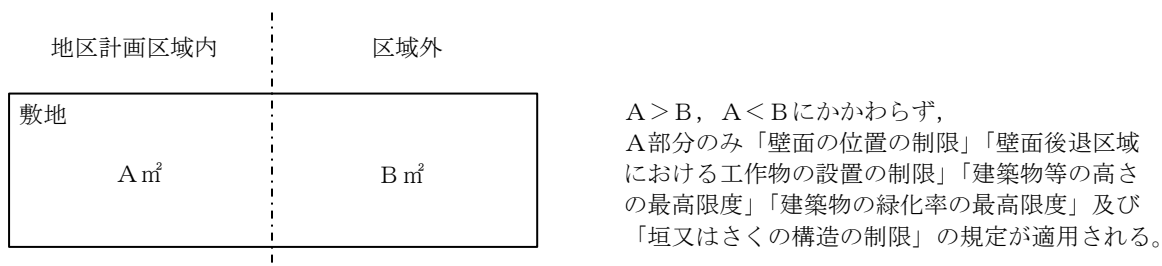 地区計画区域内
区域外
敷地
Ａ㎡
Ｂ㎡
Ａ＞Ｂ，Ａ＜Ｂにかかわらず，
Ａ部分のみ「壁面の位置の制限」「壁面後退区域
における工作物の設置の制限」「建築物等の高さ
の最高限度」「建築物の緑化率の最高限度」及び
「垣又はさくの構造の制限」の規定が適用される。